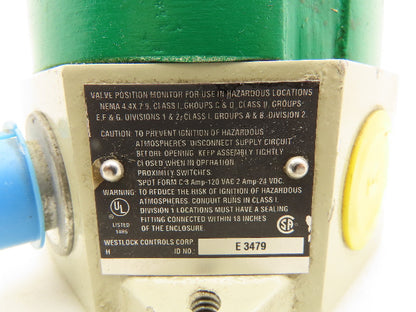 VALVE POSITION MONITOR FOR USE IN HAZARDOUS LOCATIONS
NEMA 4,4X 7 9, CLASS I, GROUPS C & D, CLASS II, GROUPS
E,F & G, DIVISIONS 1 & 2; CLASS I, GROUPS A & B, DIVISION 2.
CAUTION: TO PREVENT IGNITION OF HAZARDOUS
ATMOSPHERES DISCONNECT SUPPLY CIRCUIT
BEFORE OPENING. KEEP ASSEMBLY TIGHTLY
CLOSED WHEN IN OPERATION.
PROXIMITY SWITCHES.
SPDT FORM C-3 Amp-120 VAC 2 Amp-24 VDC
WARNING: TO REDUCE THE RISK OF IGNITION OF HAZARDOUS
ATMOSPHERES, CONDUIT RUNS IN CLASS I,
DIVISION 1 LOCATIONS MUST HAVE A SEALING
FITTING CONNECTED WITHIN 18 INCHES
OF THE ENCLOSURE.
UL
LISTED
WESTLOCK CONTROLS CORP.
H ID NO.: E 3479